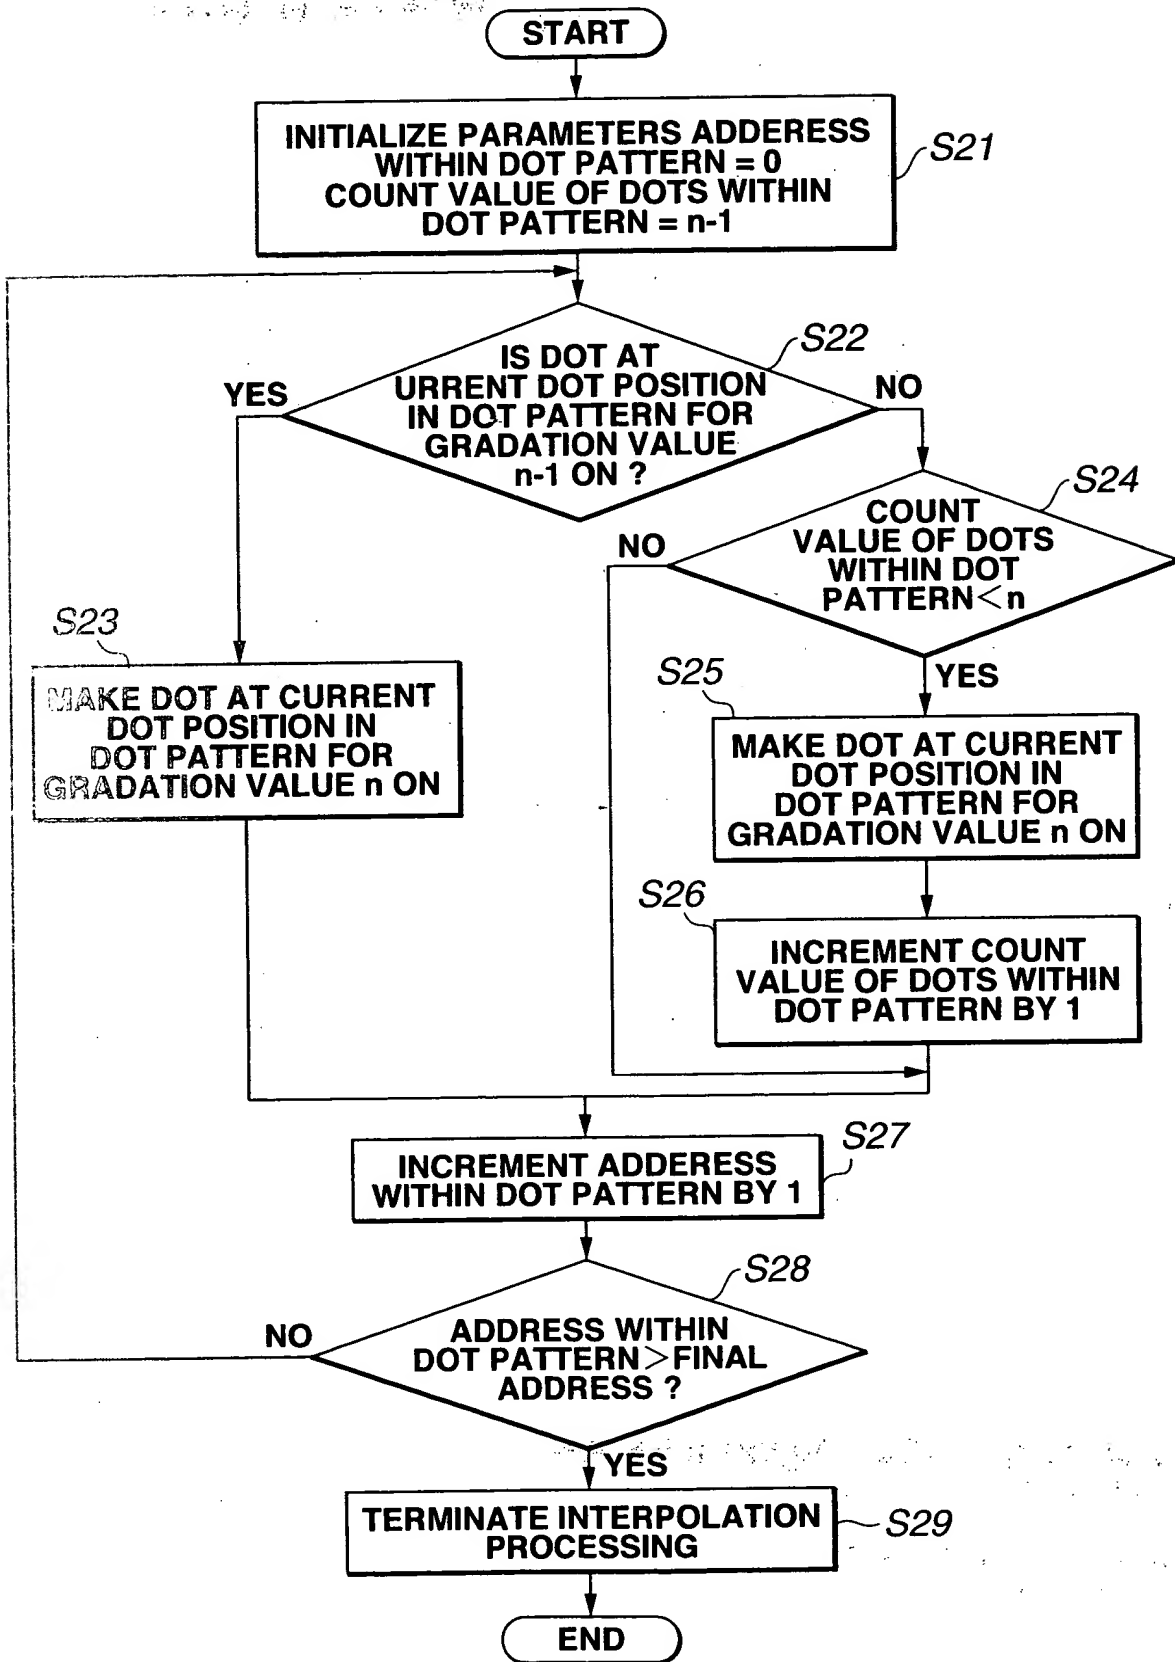 START
INITIALIZE PARAMETERS ADDERESS
WITHIN DOT PATTERN = 0
COUNT VALUE OF DOTS WITHIN
DOT PATTERN = n-1
S21
IS DOT AT
URRENT DOT POSITION
IN DOT PATTERN FOR
GRADATION VALUE
n-1 ON ?
S22
YES
NO
COUNT
VALUE OF DOTS
WITHIN DOT
PATTERN<n
S24
NO
YES
S23
MAKE DOT AT CURRENT
DOT POSITION IN
DOT PATTERN FOR
GRADATION VALUE n ON
S25
MAKE DOT AT CURRENT
DOT POSITION IN
DOT PATTERN FOR
GRADATION VALUE n ON
S26
INCREMENT COUNT
VALUE OF DOTS WITHIN
DOT PATTERN BY 1
INCREMENT ADDERESS
WITHIN DOT PATTERN BY 1
S27
ADDRESS WITHIN
DOT PATTERN>FINAL
ADDRESS ?
S28
NO
YES
TERMINATE INTERPOLATION
PROCESSING
S29
END